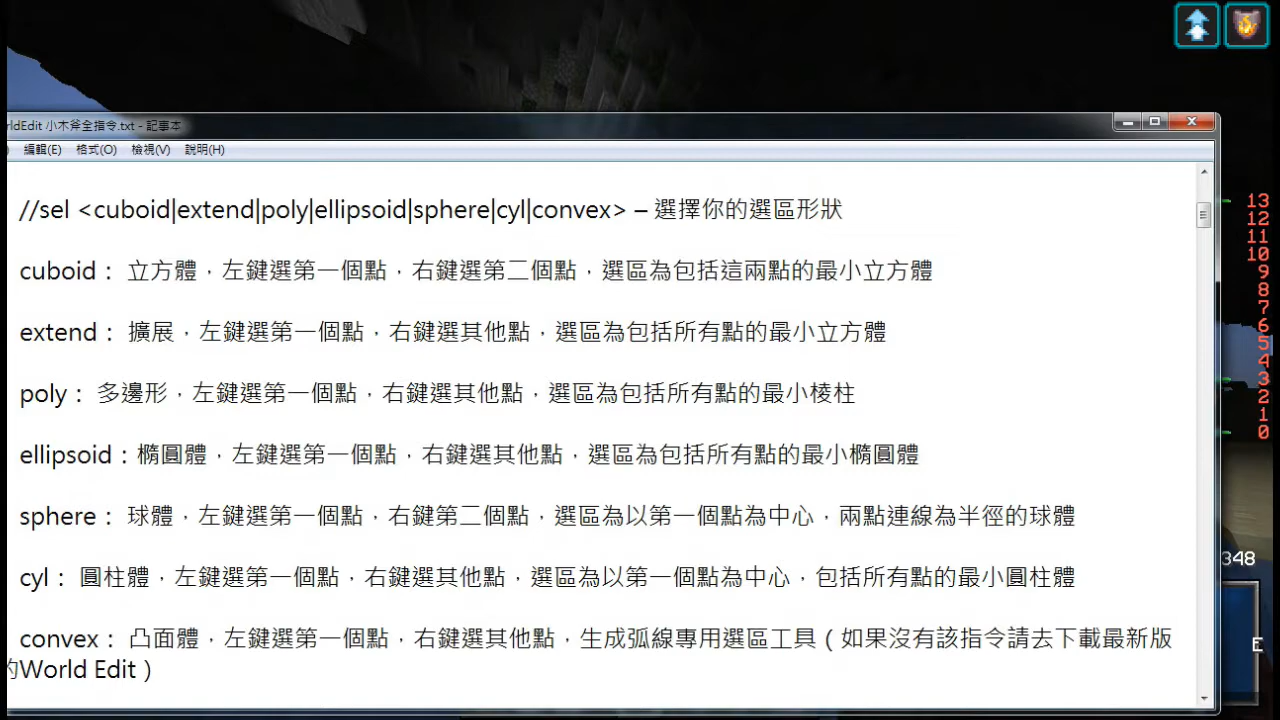 ldEdit 小木斧全指令.txt - 記事本
) 編輯(E) 格式(O) 檢視(V) 說明(H)
//sel <cuboid|extend|poly|ellipsoid|sphere|cyl|convex> – 選擇你的選區形狀
cuboid： 立方體，左鍵選第一個點，右鍵選第二個點，選區為包括這兩點的最小立方體
extend： 擴展，左鍵選第一個點，右鍵選其他點，選區為包括所有點的最小立方體
poly： 多邊形，左鍵選第一個點，右鍵選其他點，選區為包括所有點的最小棱柱
ellipsoid：橢圓體，左鍵選第一個點，右鍵選其他點，選區為包括所有點的最小橢圓體
sphere： 球體，左鍵選第一個點，右鍵第二個點，選區為以第一個點為中心，兩點連線為半徑的球體
cyl： 圓柱體，左鍵選第一個點，右鍵選其他點，選區為以第一個點為中心，包括所有點的最小圓柱體
convex： 凸面體，左鍵選第一個點，右鍵選其他點，生成弧線專用選區工具（如果沒有該指令請去下載最新版
的World Edit）
13
12
11
10
9
8
7
6
5
4
3
2
1
0
348
E